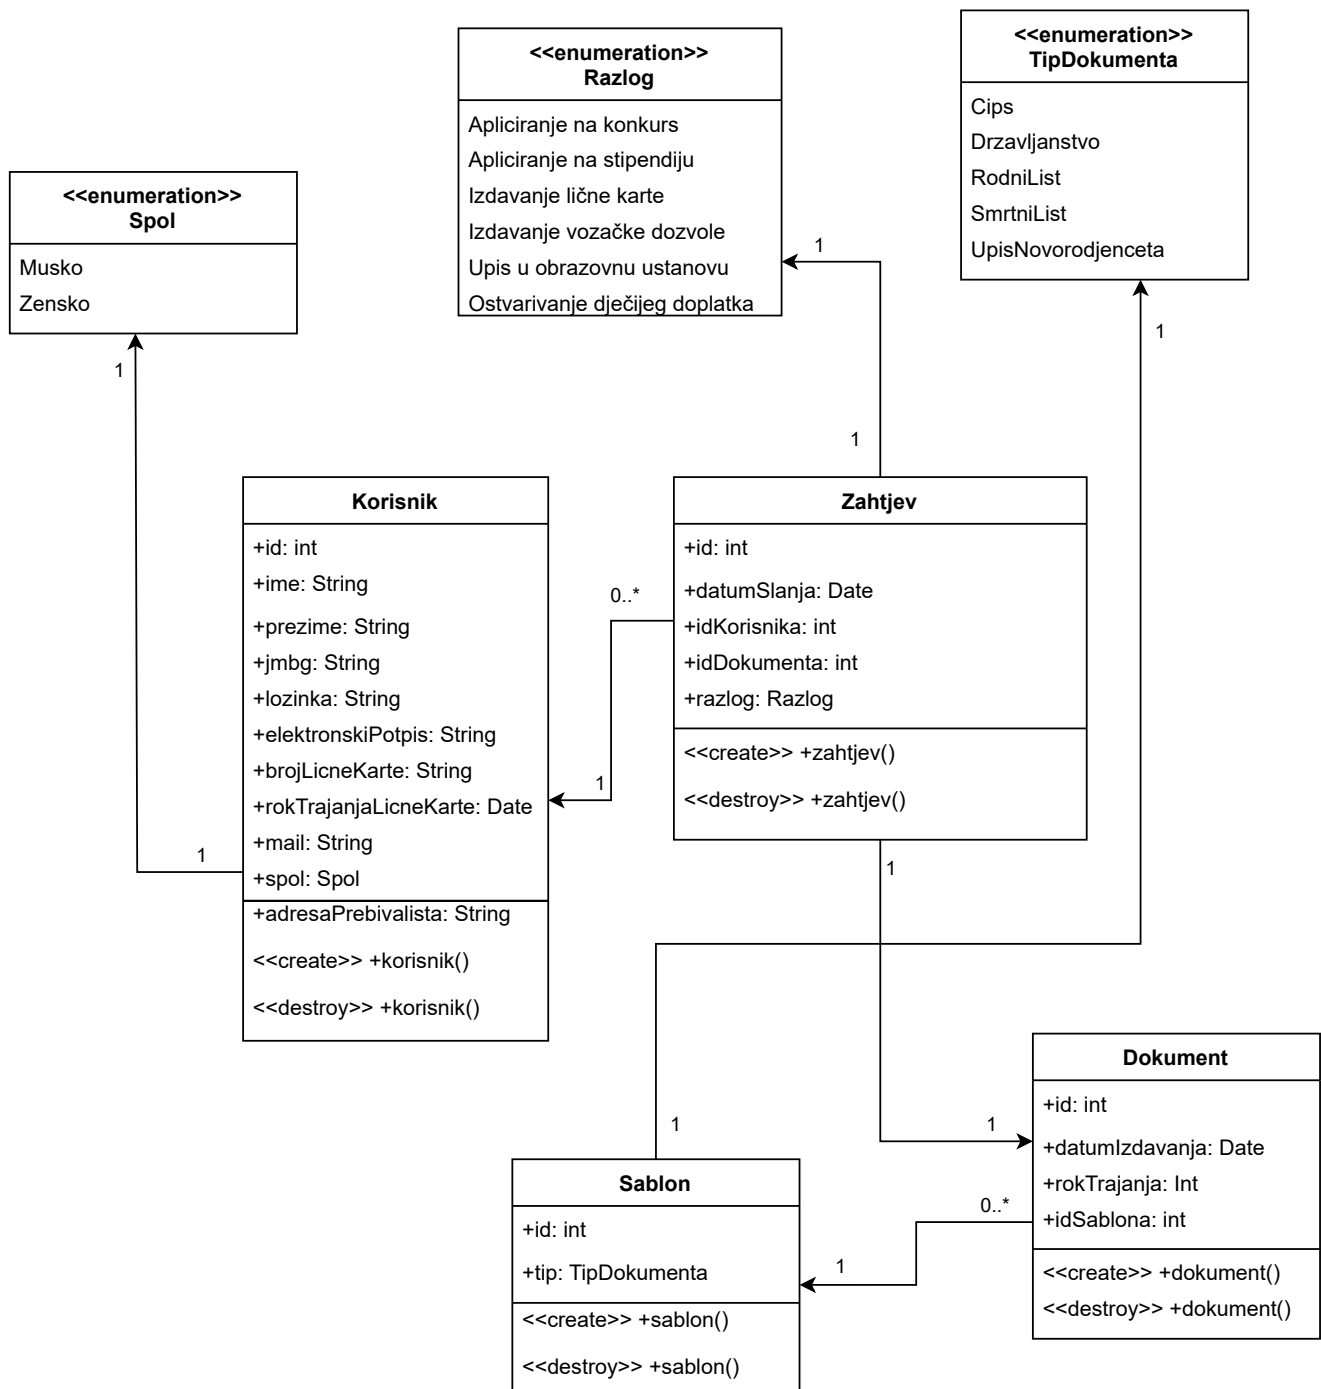 <<enumeration>>
Spol
Musko
Zensko
<<enumeration>>
Razlog
Apliciranje na konkurs
Apliciranje na stipendiju
Izdavanje lične karte
Izdavanje vozačke dozvole
Upis u obrazovnu ustanovu
Ostvarivanje dječijeg doplatka
<<enumeration>>
TipDokumenta
Cips
Drzavljanstvo
RodniList
SmrtniList
UpisNovorodjenceta
1
1
1
1
Korisnik
+id: int
+ime: String
+prezime: String
+jmbg: String
+lozinka: String
+elektronskiPotpis: String
+brojLicneKarte: String
+rokTrajanjaLicneKarte: Date
+mail: String
+spol: Spol
+adresaPrebivalista: String
<<create>> +korisnik()
<<destroy>> +korisnik()
1
0..*
1
Zahtjev
+id: int
+datumSlanja: Date
+idKorisnika: int
+idDokumenta: int
+razlog: Razlog
<<create>> +zahtjev()
<<destroy>> +zahtjev()
1
1
1
Dokument
+id: int
+datumIzdavanja: Date
+rokTrajanja: Int
+idSablona: int
<<create>> +dokument()
<<destroy>> +dokument()
0..*
1
Sablon
+id: int
+tip: TipDokumenta
<<create>> +sablon()
<<destroy>> +sablon()